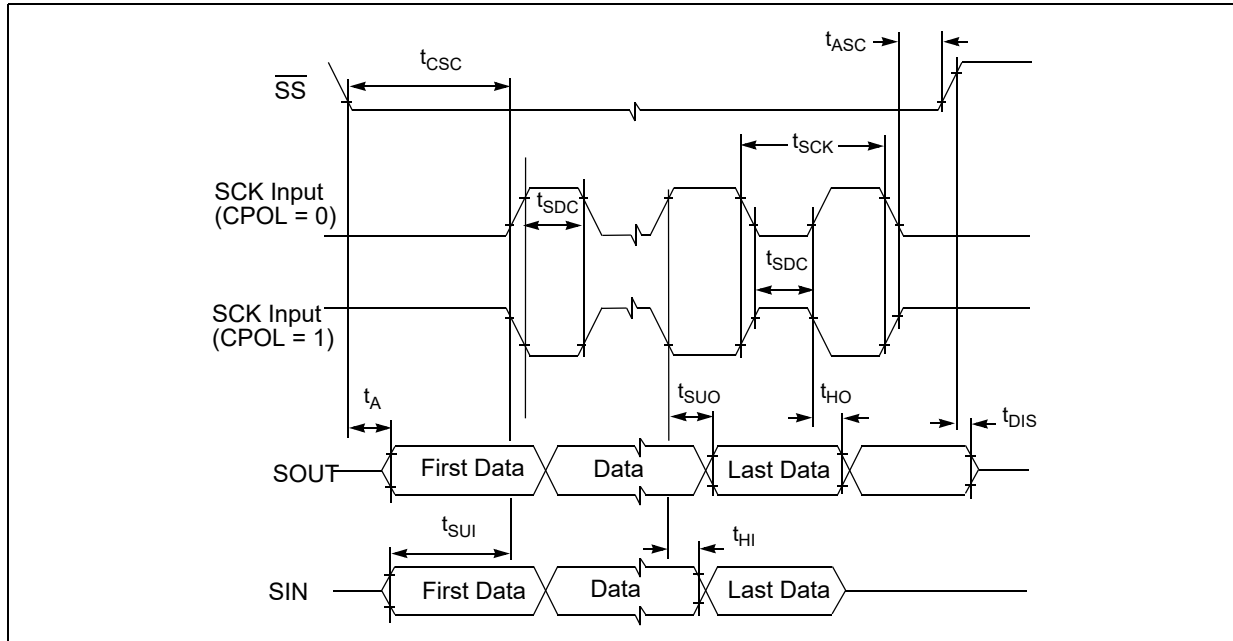 tASC
tCSC
SS
tSCK
SCK Input
(CPOL = 0)
tSDC
tSDC
SCK Input
(CPOL = 1)
tA
tSUO
tHO
tDIS
SOUT
First Data
Data
Last Data
tSUI
tHI
SIN
First Data
Data
Last Data